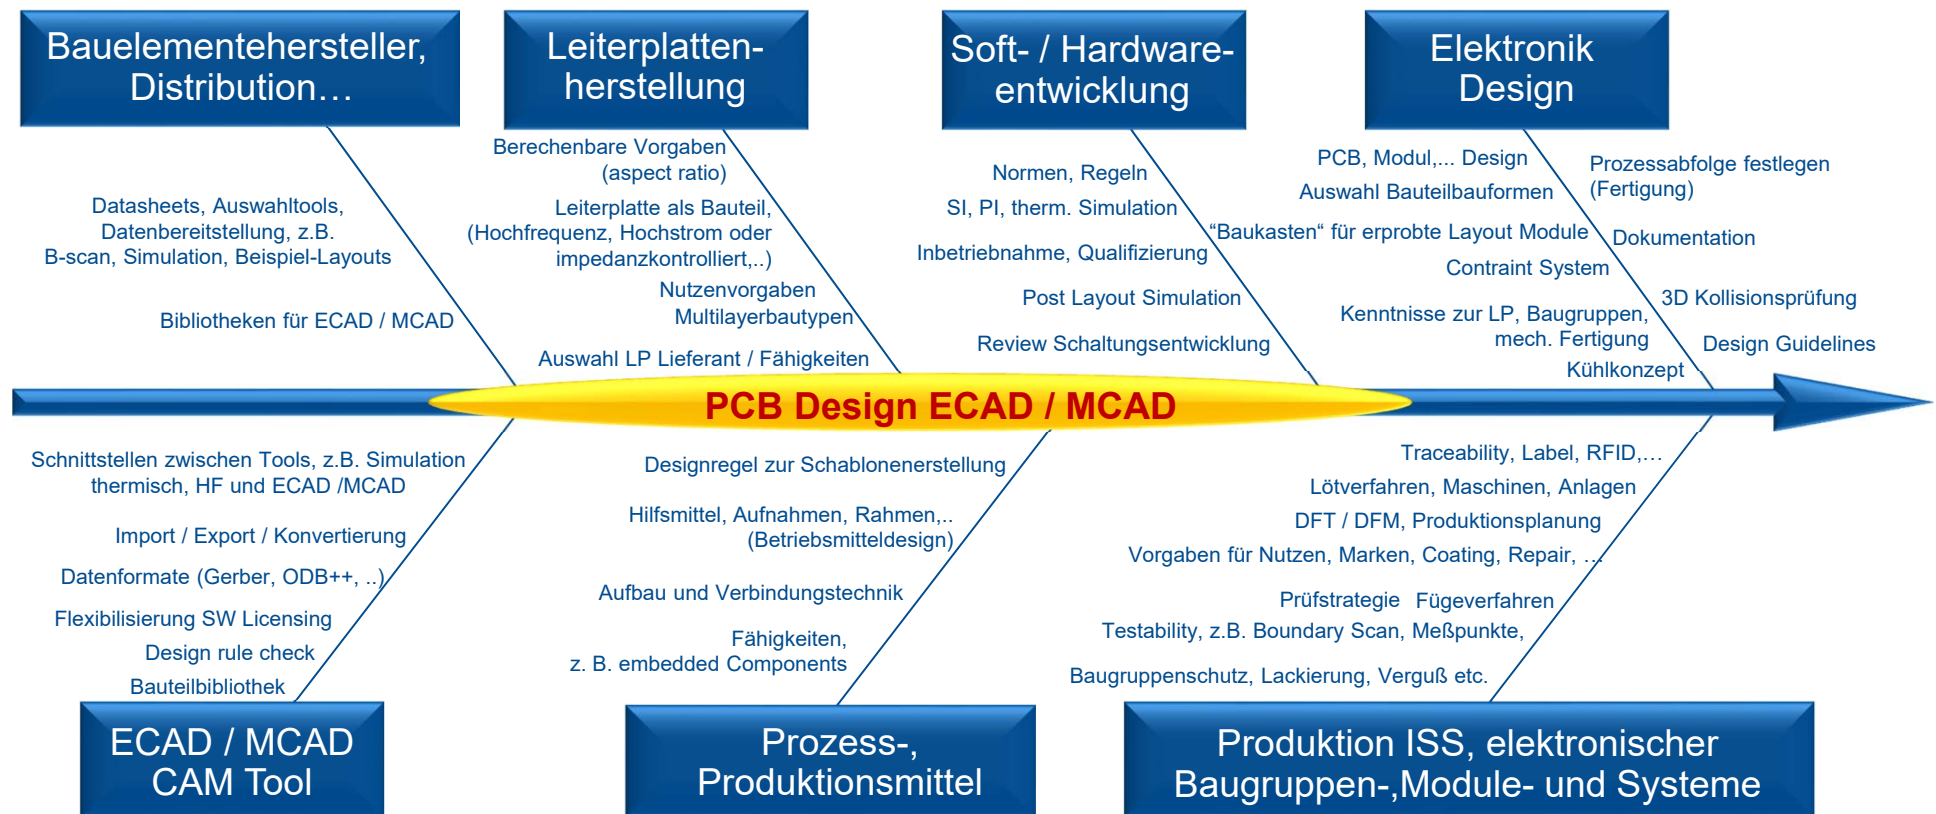 Bauelementehersteller,
Distribution…
Leiterplatten-
herstellung
Soft- / Hardware-
entwicklung
Elektronik
Design
Datasheets, Auswahltools,
Datenbereitstellung, z.B.
B-scan, Simulation, Beispiel-Layouts
Bibliotheken für ECAD / MCAD
Berechenbare Vorgaben
(aspect ratio)
Leiterplatte als Bauteil,
(Hochfrequenz, Hochstrom oder
impedanzkontrolliert,..)
Nutzenvorgaben
Multilayerbautypen
Auswahl LP Lieferant / Fähigkeiten
Normen, Regeln
SI, PI, therm. Simulation
Inbetriebnahme, Qualifizierung
Post Layout Simulation
Review Schaltungsentwicklung
PCB, Modul,... Design
Auswahl Bauteilbauformen
“Baukasten“ für erprobte Layout Module
Contraint System
Kenntnisse zur LP, Baugruppen,
mech. Fertigung
Kühlkonzept
Prozessabfolge festlegen
(Fertigung)
Dokumentation
3D Kollisionsprüfung
Design Guidelines
PCB Design ECAD / MCAD
Schnittstellen zwischen Tools, z.B. Simulation
thermisch, HF und ECAD /MCAD
Import / Export / Konvertierung
Datenformate (Gerber, ODB++, ..)
Flexibilisierung SW Licensing
Design rule check
Bauteilbibliothek
Designregel zur Schablonenerstellung
Hilfsmittel, Aufnahmen, Rahmen,..
(Betriebsmitteldesign)
Aufbau und Verbindungstechnik
Fähigkeiten,
z. B. embedded Components
Traceability, Label, RFID,…
Lötverfahren, Maschinen, Anlagen
DFT / DFM, Produktionsplanung
Vorgaben für Nutzen, Marken, Coating, Repair, …
Prüfstrategie Fügeverfahren
Testability, z.B. Boundary Scan, Meßpunkte,
Baugruppenschutz, Lackierung, Verguß etc.
ECAD / MCAD
CAM Tool
Prozess-,
Produktionsmittel
Produktion ISS, elektronischer
Baugruppen-,Module- und Systeme